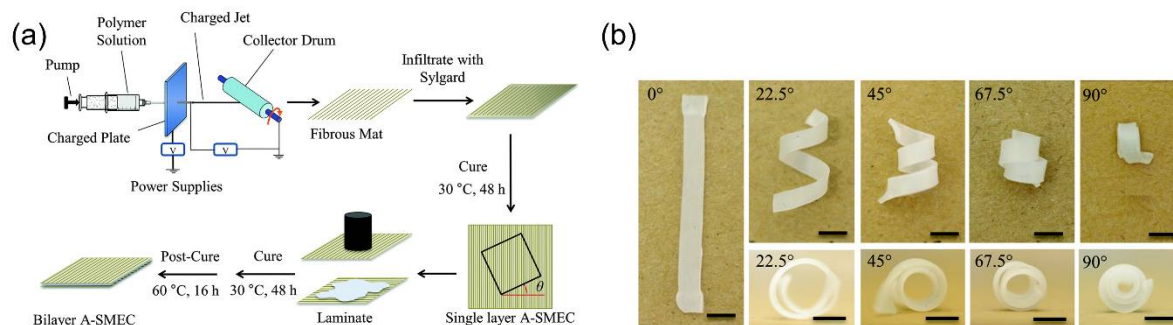 (a)
Polymer
Solution
Charged Jet
Collector Drum
Pump
Charged Plate
V
V
Power Supplies
Fibrous Mat
Infiltrate with
Sylgard
Cure
30 °C, 48 h
θ
Single layer A-SMEC
Laminate
Cure
30 °C, 48 h
Post-Cure
60 °C, 16 h
Bilayer A-SMEC
(b)
0°
22.5°
45°
67.5°
90°
22.5°
45°
67.5°
90°